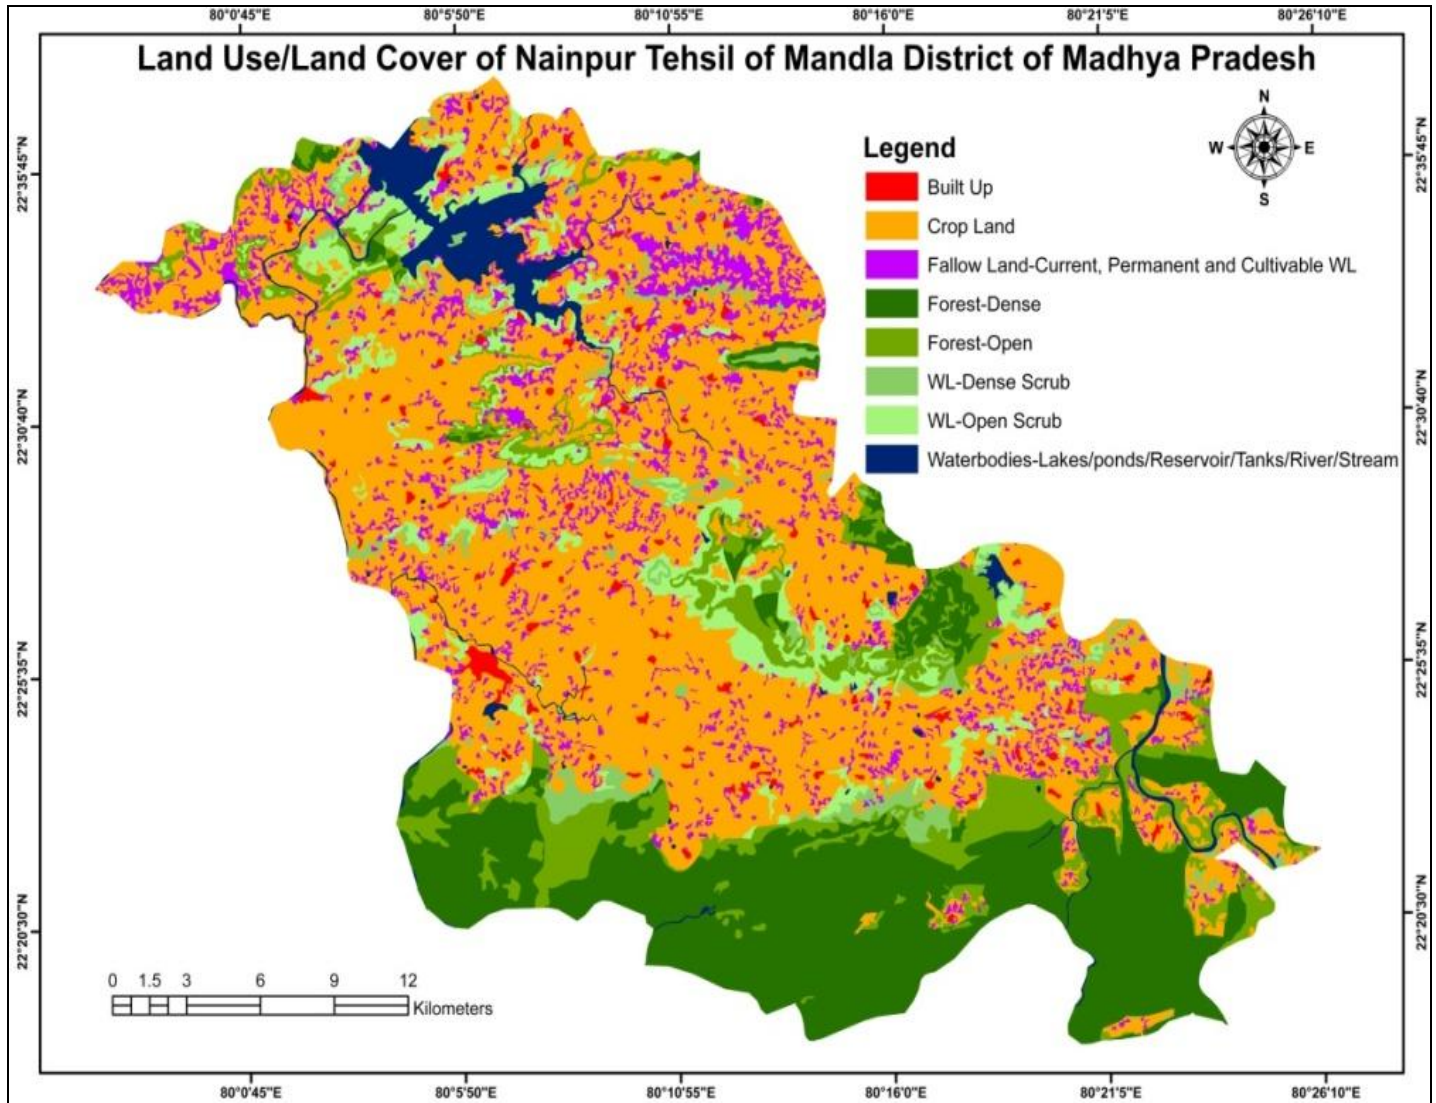 80°0'45"E 80°5'50"E 80°10'55"E 80°16'0"E 80°21'5"E 80°26'10"E
Land Use/Land Cover of Nainpur Tehsil of Mandla District of Madhya Pradesh
N
W E
S
Legend
Built Up
Crop Land
Fallow Land-Current, Permanent and Cultivable WL
Forest-Dense
Forest-Open
WL-Dense Scrub
WL-Open Scrub
Waterbodies-Lakes/ponds/Reservoir/Tanks/River/Stream
22°35'45"N
22°30'40"N
22°25'35"N
22°20'30"N
22°35'45"N
22°30'40"N
22°25'35"N
22°20'30"N
0 1.5 3 6 9 12
Kilometers
80°0'45"E 80°5'50"E 80°10'55"E 80°16'0"E 80°21'5"E 80°26'10"E